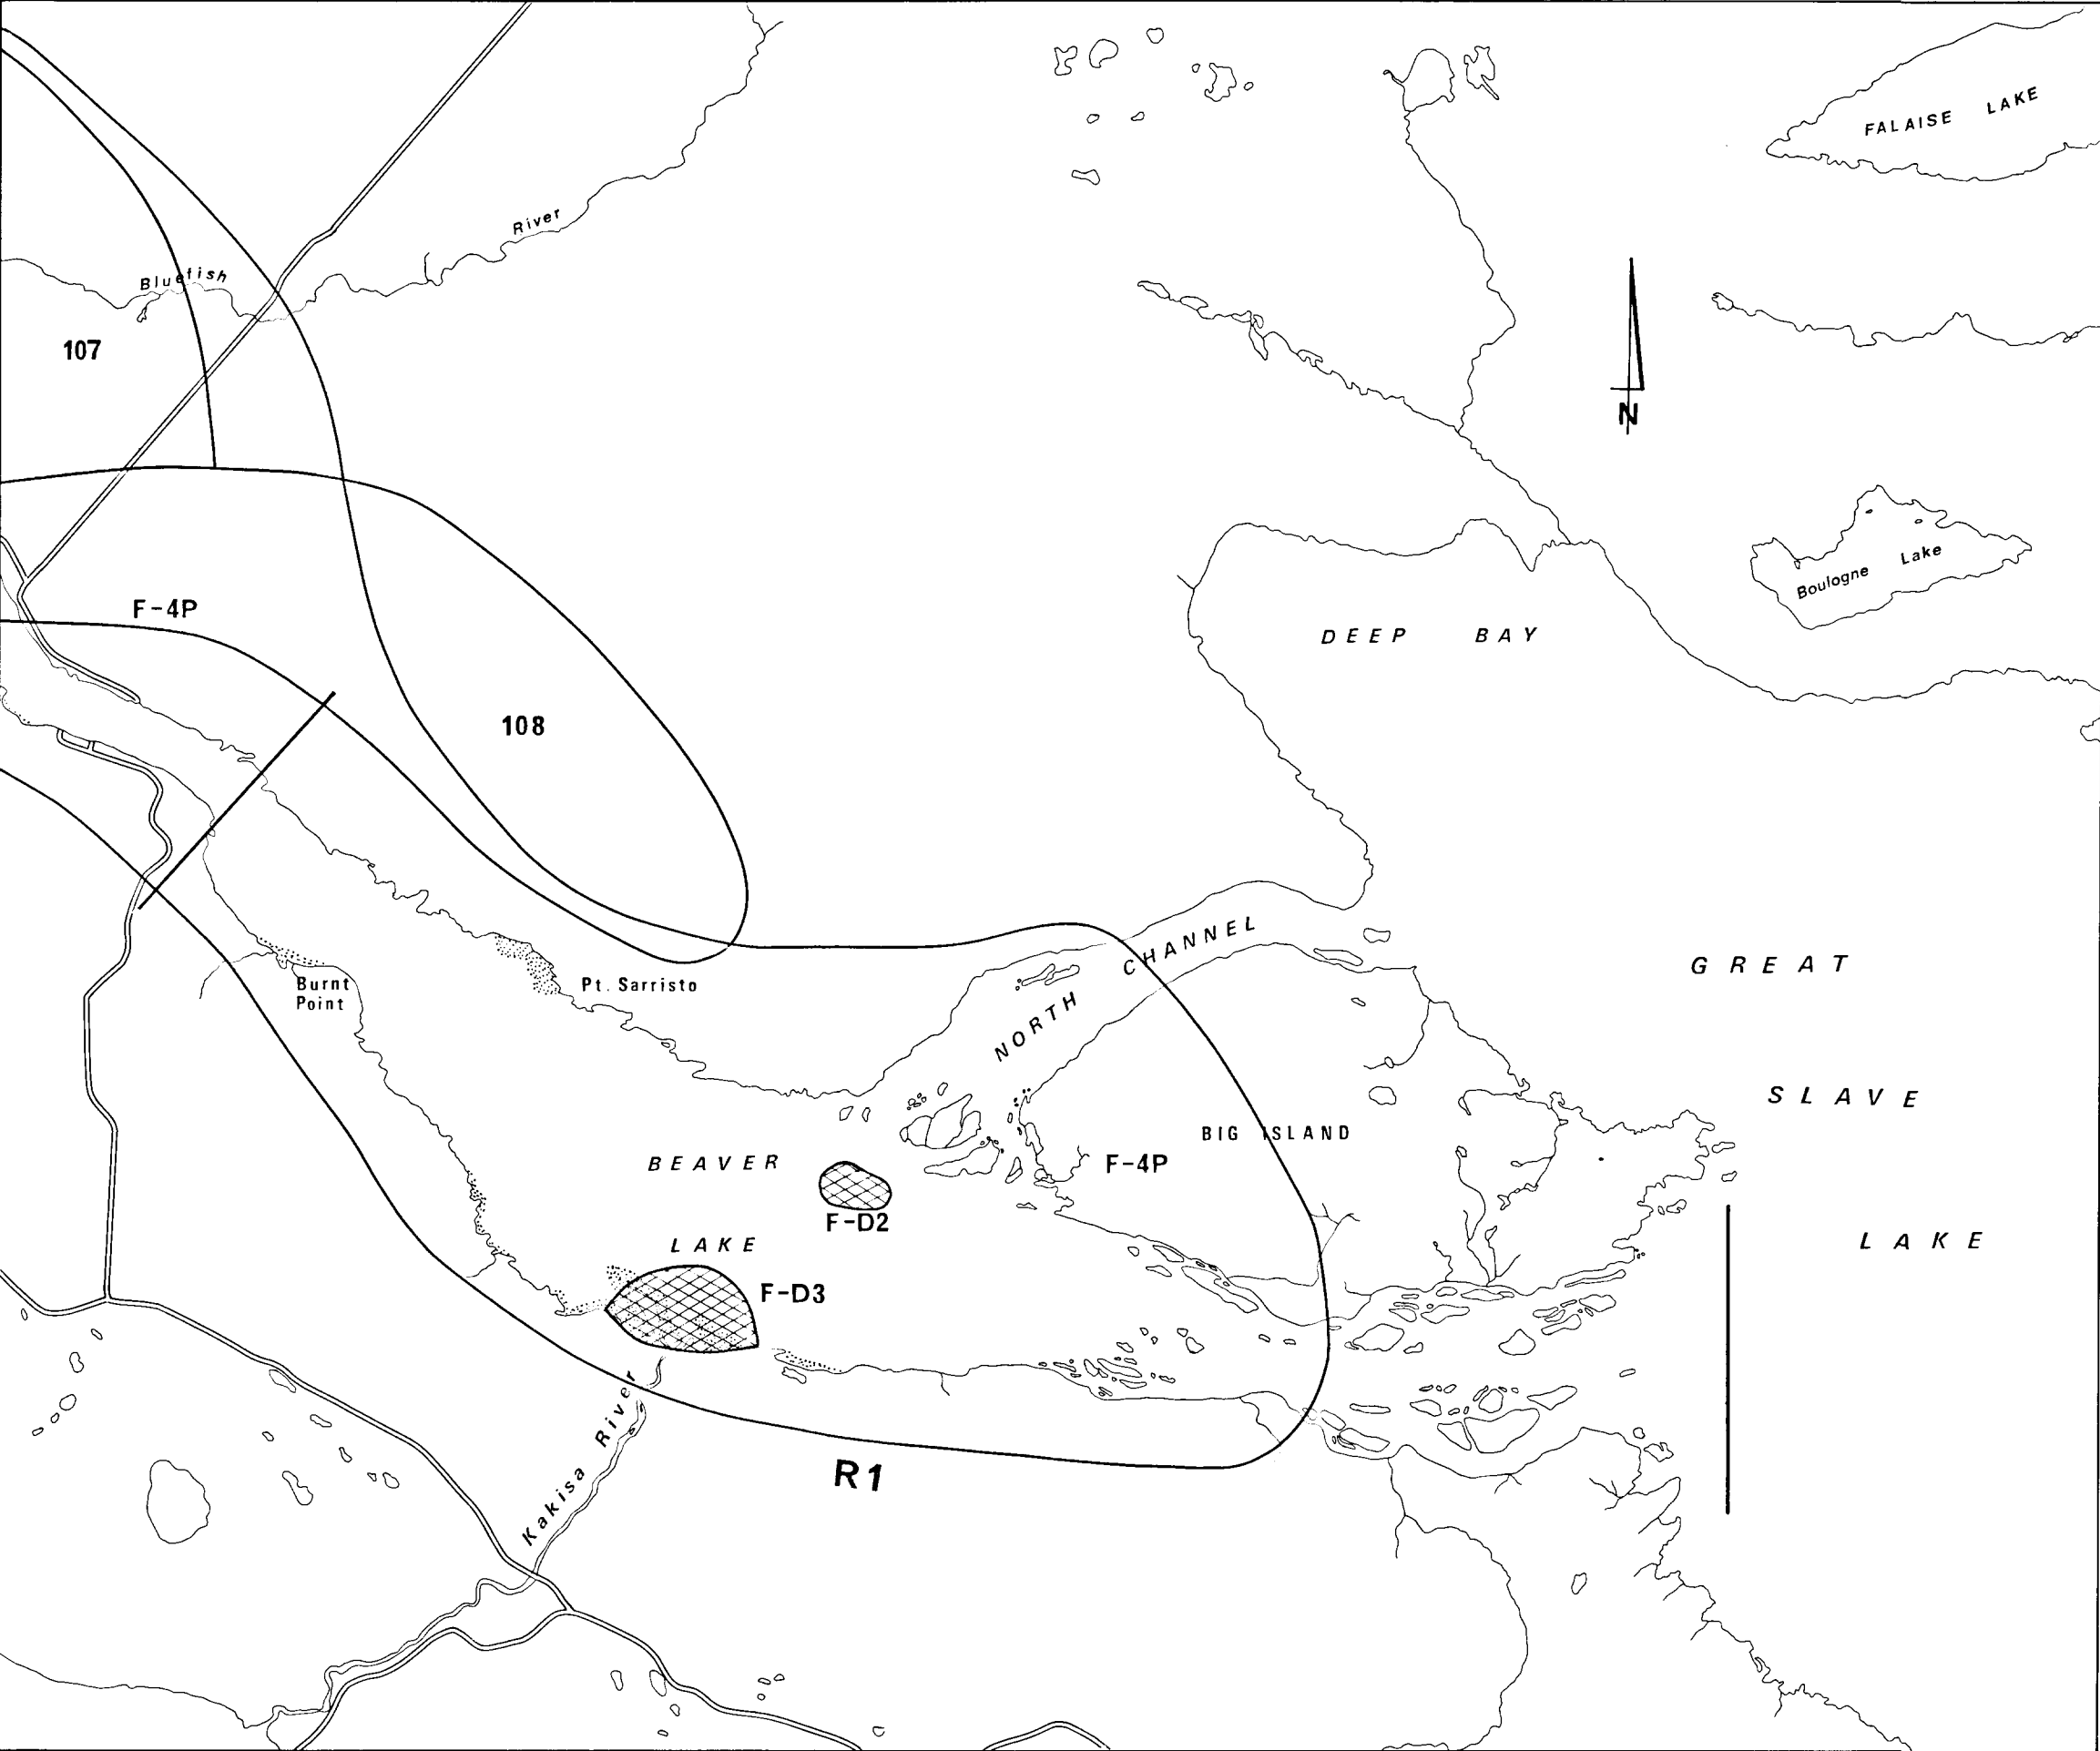 FALAISE LAKE
River
Bluefish
107
N
Boulogne Lake
F-4P
DEEP BAY
108
CHANNEL
GREAT
Pt. Sarristo
Burnt
Point
NORTH
SLAVE
BIG ISLAND
BEAVER
F-4P
F-D2
LAKE
LAKE
F-D3
Kakisa River
R1